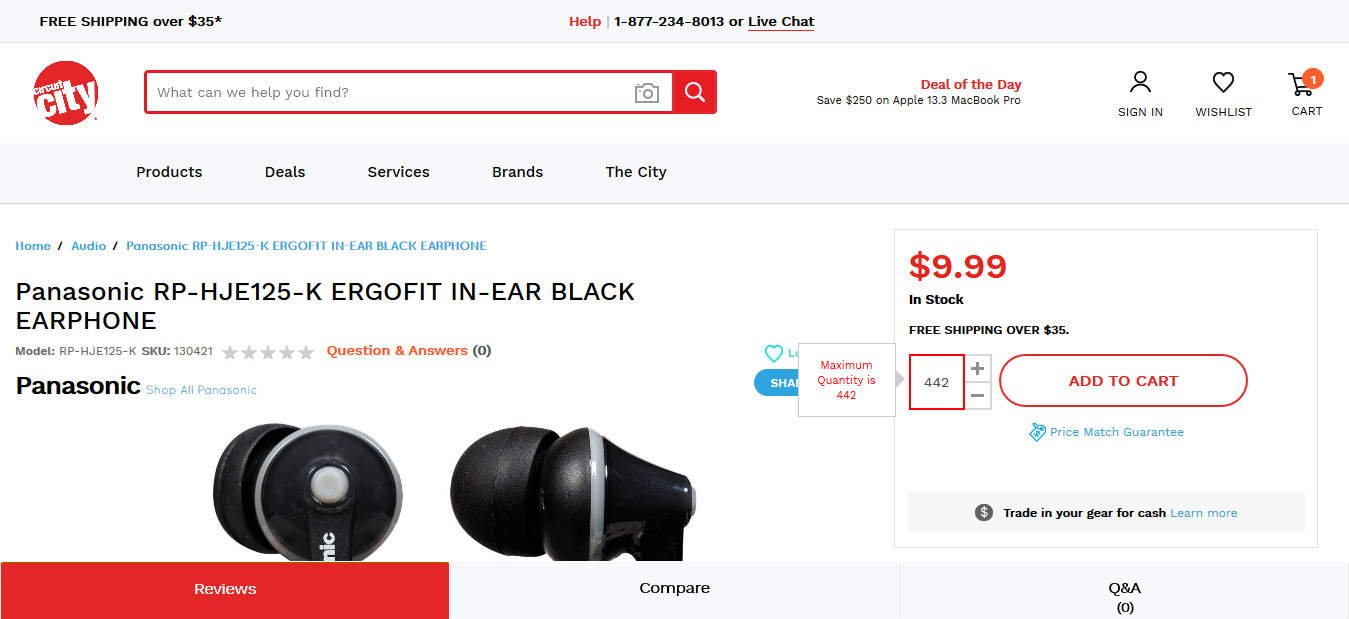 FREE SHIPPING over $35*
Help | 1-877-234-8013 or Live Chat
circuit
city
What can we help you find?
Deal of the Day
Save $250 on Apple 13.3 MacBook Pro
SIGN IN
WISHLIST
1
CART
Products
Deals
Services
Brands
The City
Home / Audio / Panasonic RP-HJE125-K ERGOFIT IN-EAR BLACK EARPHONE
Panasonic RP-HJE125-K ERGOFIT IN-EAR BLACK
EARPHONE
Model: RP-HJE125-K SKU: 130421
Question & Answers (0)
Panasonic Shop All Panasonic
$9.99
In Stock
FREE SHIPPING OVER $35.
Maximum
Quantity is
442
442
+
−
ADD TO CART
Price Match Guarantee
$ Trade in your gear for cash Learn more
Reviews
Compare
Q&A
(0)